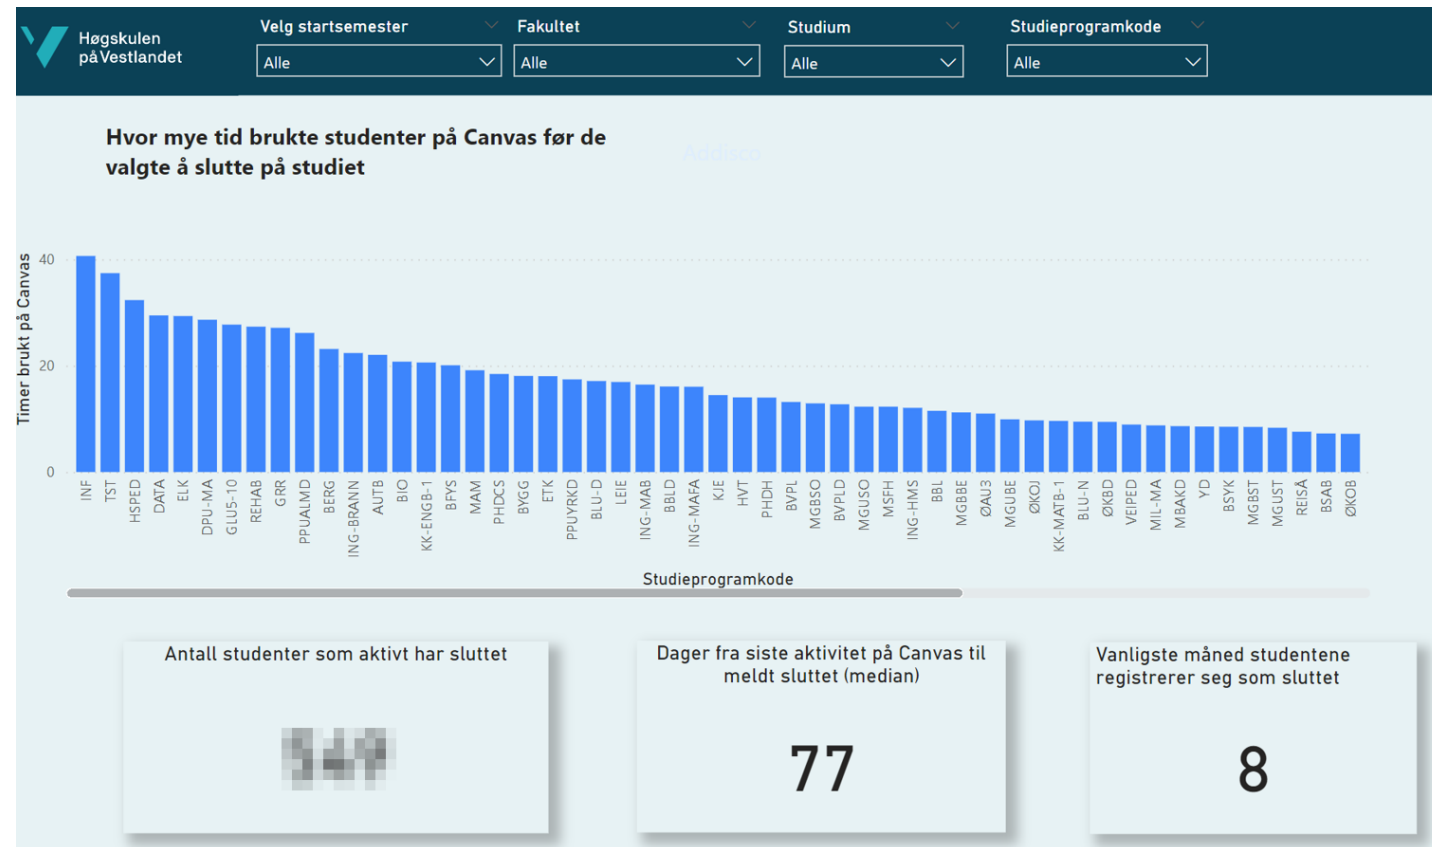 Høgskulen
på Vestlandet
Velg startsemester
Alle
Fakultet
Alle
Studium
Alle
Studieprogramkode
Alle
Hvor mye tid brukte studenter på Canvas før de
valgte å slutte på studiet
Addisco
Timer brukt på Canvas
40
20
0
INF
TST
HSPED
DATA
ELK
DPU-MA
GLU5-10
REHAB
GRR
PPUALMD
BERG
ING-BRANN
AUTB
BIO
KK-ENGB-1
BFYS
MAM
PHDCS
BYGG
ETK
PPUYRKD
BLU-D
LEIE
ING-MAB
BBLD
ING-MAFA
KJE
HVT
PHDH
BVPL
MGBSO
BVPLD
MGUSO
MSFH
ING-HMS
BBL
MGBBE
ØAU3
MGUBE
ØKOJ
KK-MATB-1
BLU-N
ØKBD
VEIPED
MIL-MA
MBAKD
YD
BSYK
MGBST
MGUST
REISÅ
BSAB
ØKOB
Studieprogramkode
Antall studenter som aktivt har sluttet
Dager fra siste aktivitet på Canvas til
meldt sluttet (median)
77
Vanligste måned studentene
registrerer seg som sluttet
8